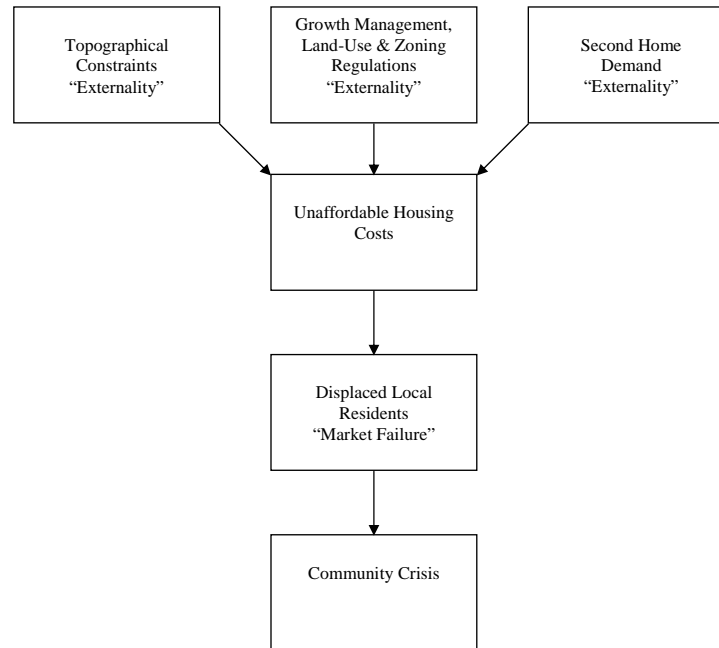 Topographical
Constraints
“Externality”
Growth Management,
Land-Use & Zoning
Regulations
“Externality”
Second Home
Demand
“Externality”
Unaffordable Housing
Costs
Displaced Local
Residents
“Market Failure”
Community Crisis